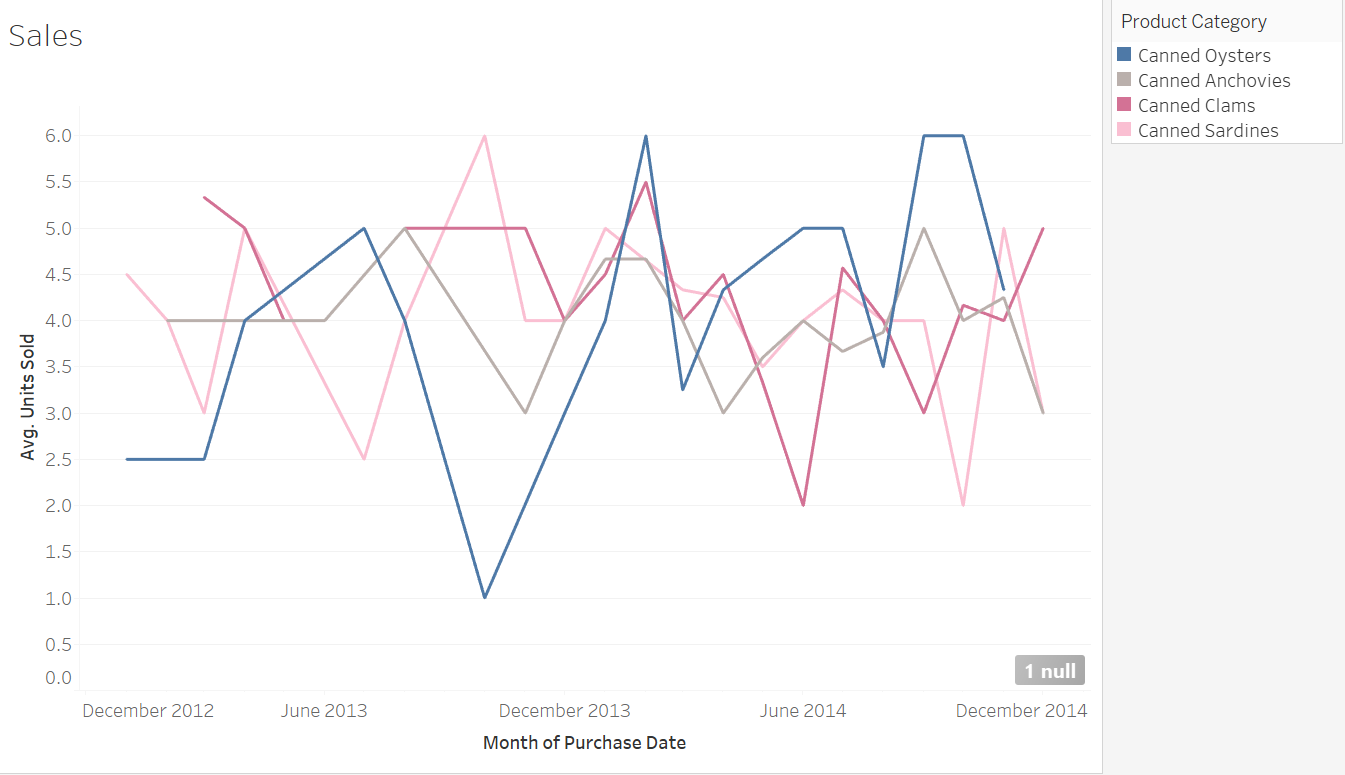 Sales
Product Category
Canned Oysters
Canned Anchovies
Canned Clams
Canned Sardines
6.0
5.5
5.0
4.5
4.0
3.5
3.0
2.5
2.0
1.5
1.0
0.5
0.0
Avg. Units Sold
1 null
December 2012 June 2013 December 2013 June 2014 December 2014
Month of Purchase Date